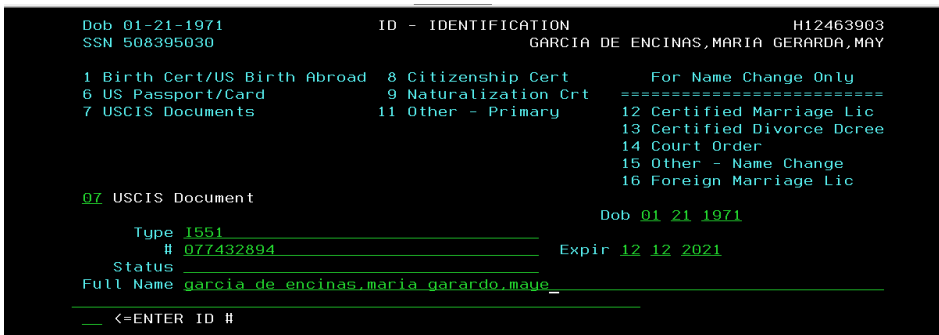 Dob 01-21-1971 ID - IDENTIFICATION H12463903
SSN 508395030 GARCIA DE ENCINAS,MARIA GERARDA,MAY
1 Birth Cert/US Birth Abroad 8 Citizenship Cert For Name Change Only
6 US Passport/Card 9 Naturalization Crt =========================
7 USCIS Documents 11 Other - Primary 12 Certified Marriage Lic
13 Certified Divorce Dcree
14 Court Order
15 Other - Name Change
16 Foreign Marriage Lic
07 USCIS Document
Dob 01 21 1971
Type I551
# 077432894 Expir 12 12 2021
Status
Full Name garcia de encinas,maria garardo,maye
<=ENTER ID #